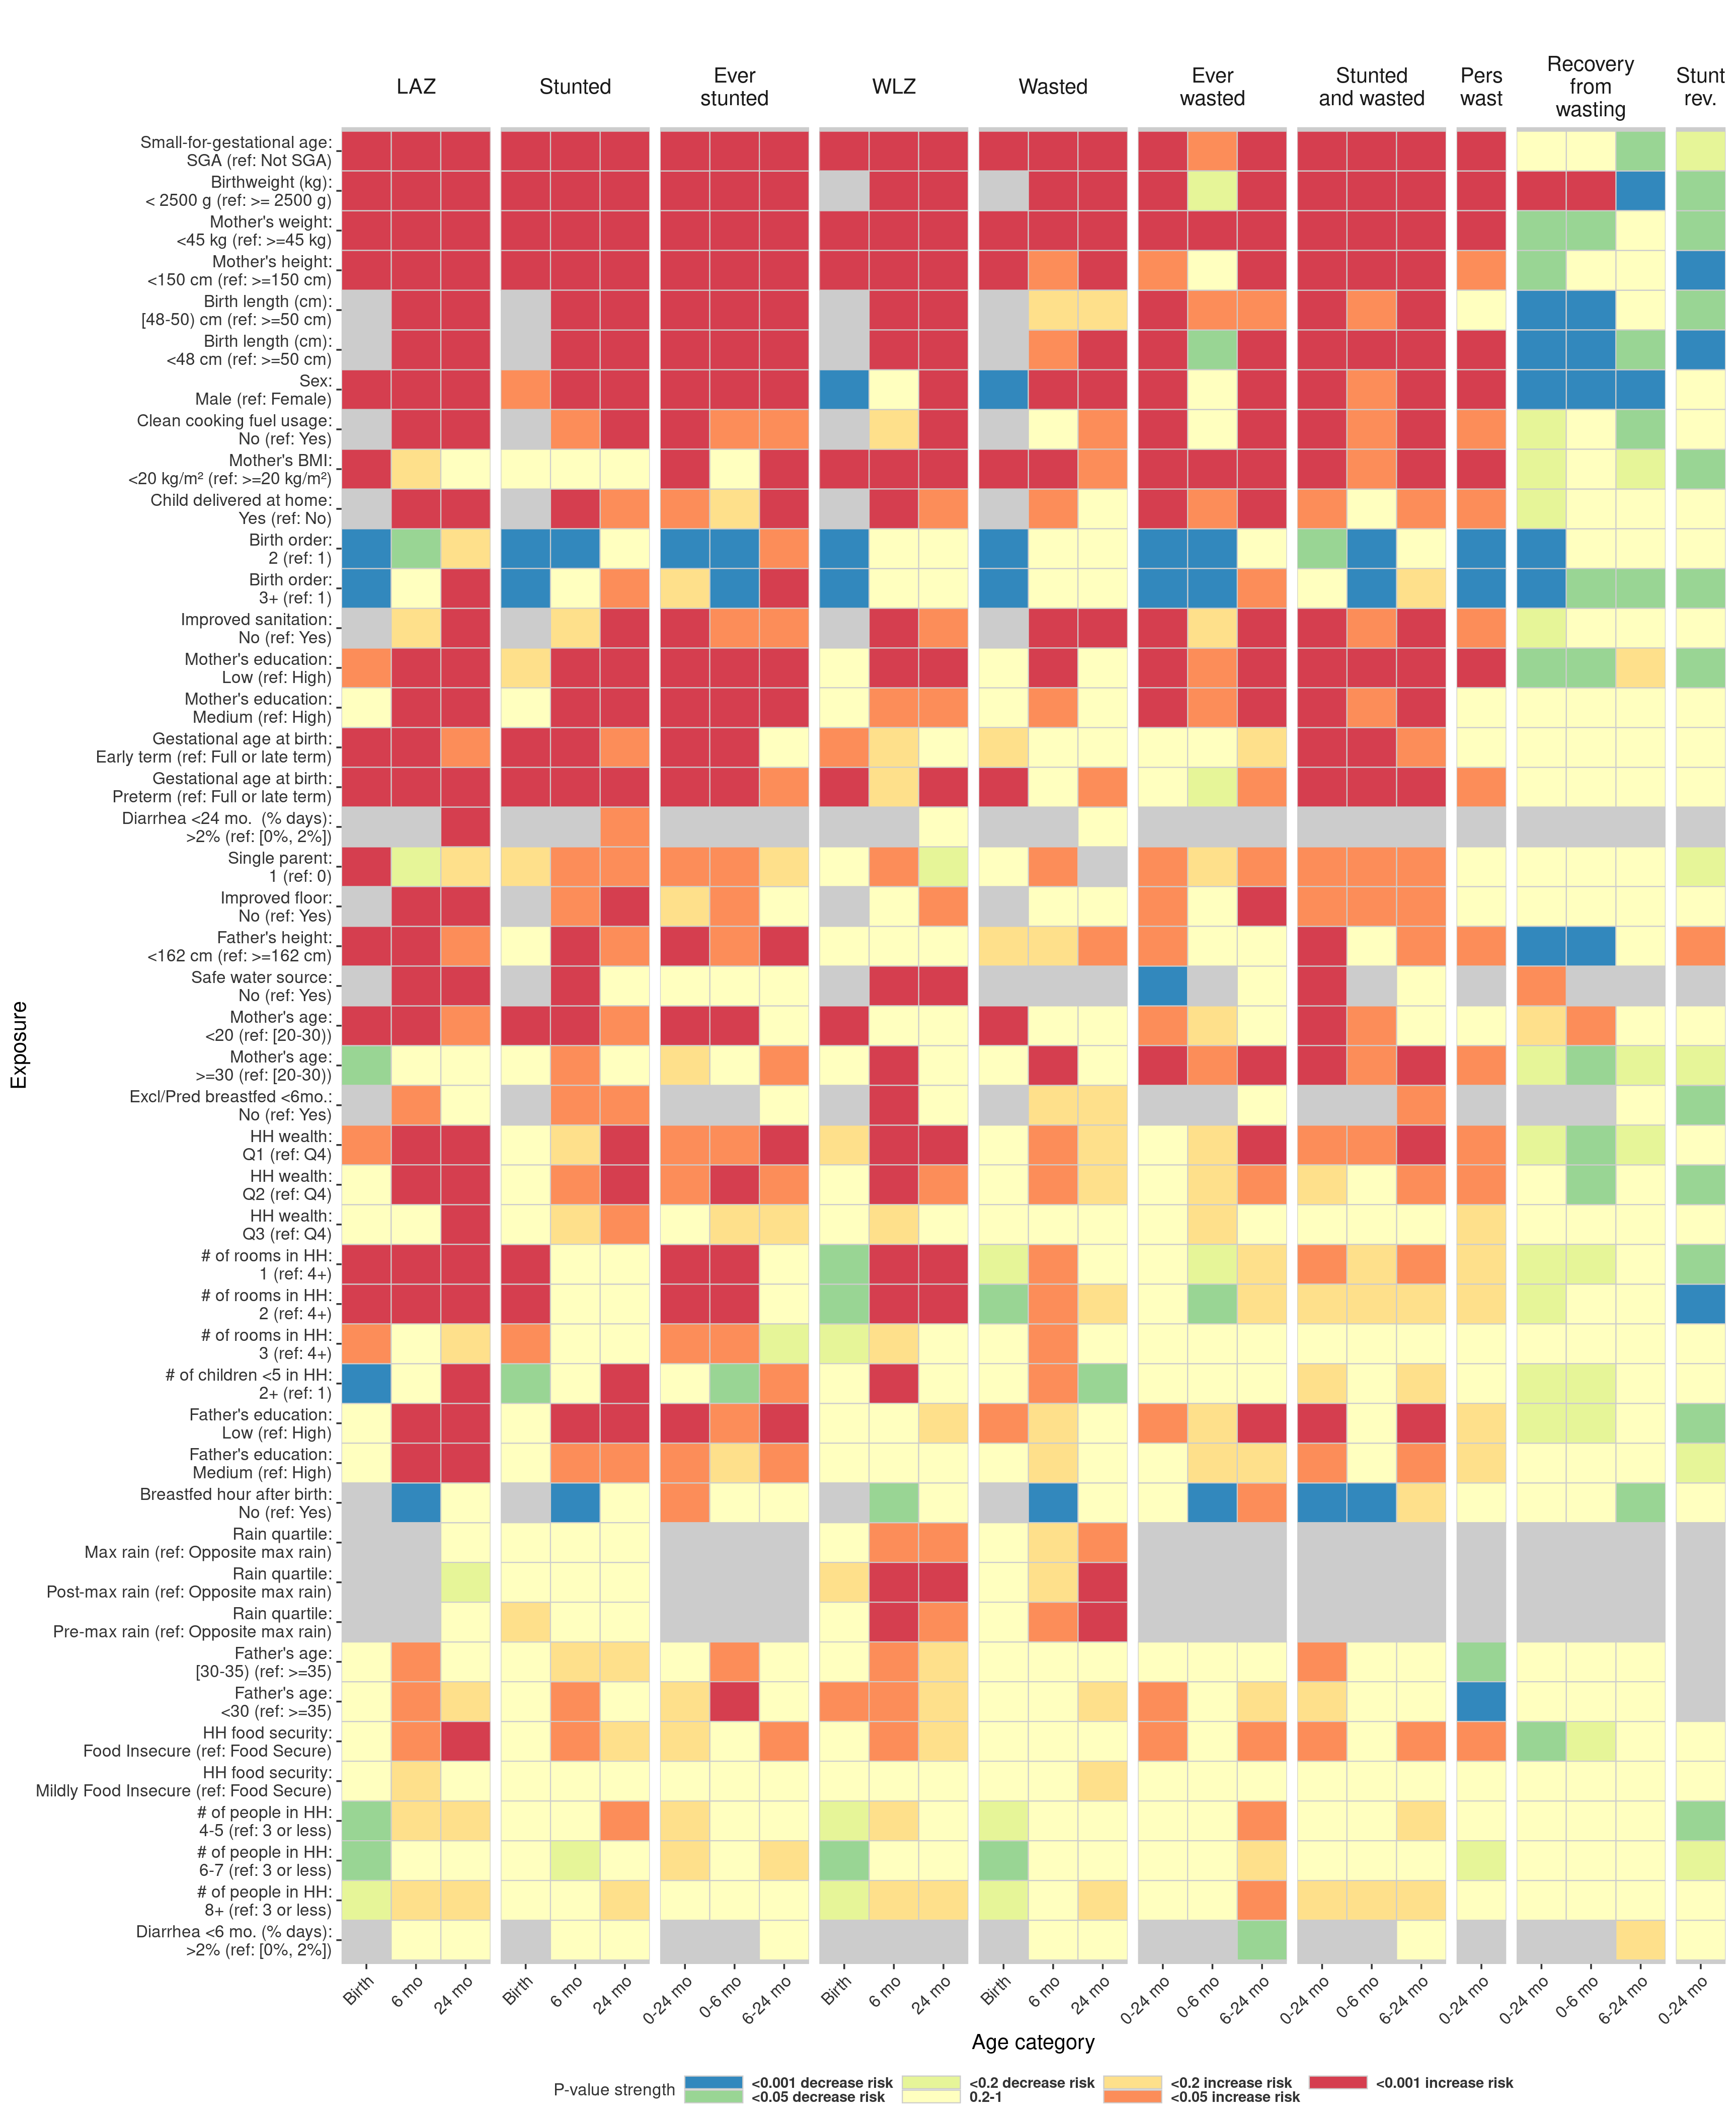 LAZ
Stunted
Ever
stunted
WLZ
Wasted
Ever
wasted
Stunted
and wasted
Pers
wast
Recovery
from
wasting
Stunt
rev.
Exposure
Small-for-gestational age:
SGA (ref: Not SGA)
Birthweight (kg):
< 2500 g (ref: >= 2500 g)
Mother's weight:
<45 kg (ref: >=45 kg)
Mother's height:
<150 cm (ref: >=150 cm)
Birth length (cm):
[48-50) cm (ref: >=50 cm)
Birth length (cm):
<48 cm (ref: >=50 cm)
Sex:
Male (ref: Female)
Clean cooking fuel usage:
No (ref: Yes)
Mother's BMI:
<20 kg/m² (ref: >=20 kg/m²)
Child delivered at home:
Yes (ref: No)
Birth order:
2 (ref: 1)
Birth order:
3+ (ref: 1)
Improved sanitation:
No (ref: Yes)
Mother's education:
Low (ref: High)
Mother's education:
Medium (ref: High)
Gestational age at birth:
Early term (ref: Full or late term)
Gestational age at birth:
Preterm (ref: Full or late term)
Diarrhea <24 mo. (% days):
>2% (ref: [0%, 2%])
Single parent:
1 (ref: 0)
Improved floor:
No (ref: Yes)
Father's height:
<162 cm (ref: >=162 cm)
Safe water source:
No (ref: Yes)
Mother's age:
<20 (ref: [20-30))
Mother's age:
>=30 (ref: [20-30))
Excl/Pred breastfed <6mo.:
No (ref: Yes)
HH wealth:
Q1 (ref: Q4)
HH wealth:
Q2 (ref: Q4)
HH wealth:
Q3 (ref: Q4)
# of rooms in HH:
1 (ref: 4+)
# of rooms in HH:
2 (ref: 4+)
# of rooms in HH:
3 (ref: 4+)
# of children <5 in HH:
2+ (ref: 1)
Father's education:
Low (ref: High)
Father's education:
Medium (ref: High)
Breastfed hour after birth:
No (ref: Yes)
Rain quartile:
Max rain (ref: Opposite max rain)
Rain quartile:
Post-max rain (ref: Opposite max rain)
Rain quartile:
Pre-max rain (ref: Opposite max rain)
Father's age:
[30-35) (ref: >=35)
Father's age:
<30 (ref: >=35)
HH food security:
Food Insecure (ref: Food Secure)
HH food security:
Mildly Food Insecure (ref: Food Secure)
# of people in HH:
4-5 (ref: 3 or less)
# of people in HH:
6-7 (ref: 3 or less)
# of people in HH:
8+ (ref: 3 or less)
Diarrhea <6 mo. (% days):
>2% (ref: [0%, 2%])
Birth
6 mo
24 mo
Birth
6 mo
24 mo
0-24 mo
0-6 mo
6-24 mo
Birth
6 mo
24 mo
Birth
6 mo
24 mo
0-24 mo
0-6 mo
6-24 mo
0-24 mo
0-6 mo
6-24 mo
0-24 mo
0-24 mo
0-6 mo
6-24 mo
0-24 mo
Age category
P-value strength
<0.001 decrease risk
<0.2 decrease risk
<0.2 increase risk
<0.001 increase risk
<0.05 decrease risk
0.2-1
<0.05 increase risk